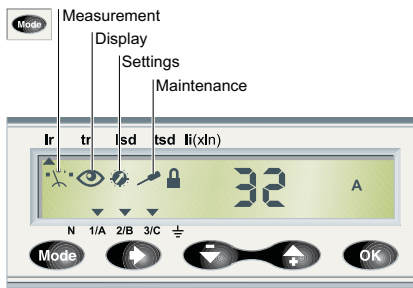 Mode
Measurement
Display
Settings
Maintenance
Ir tr Isd tsd Ii(xIn)
32 A
N 1/A 2/B 3/C
Mode OK